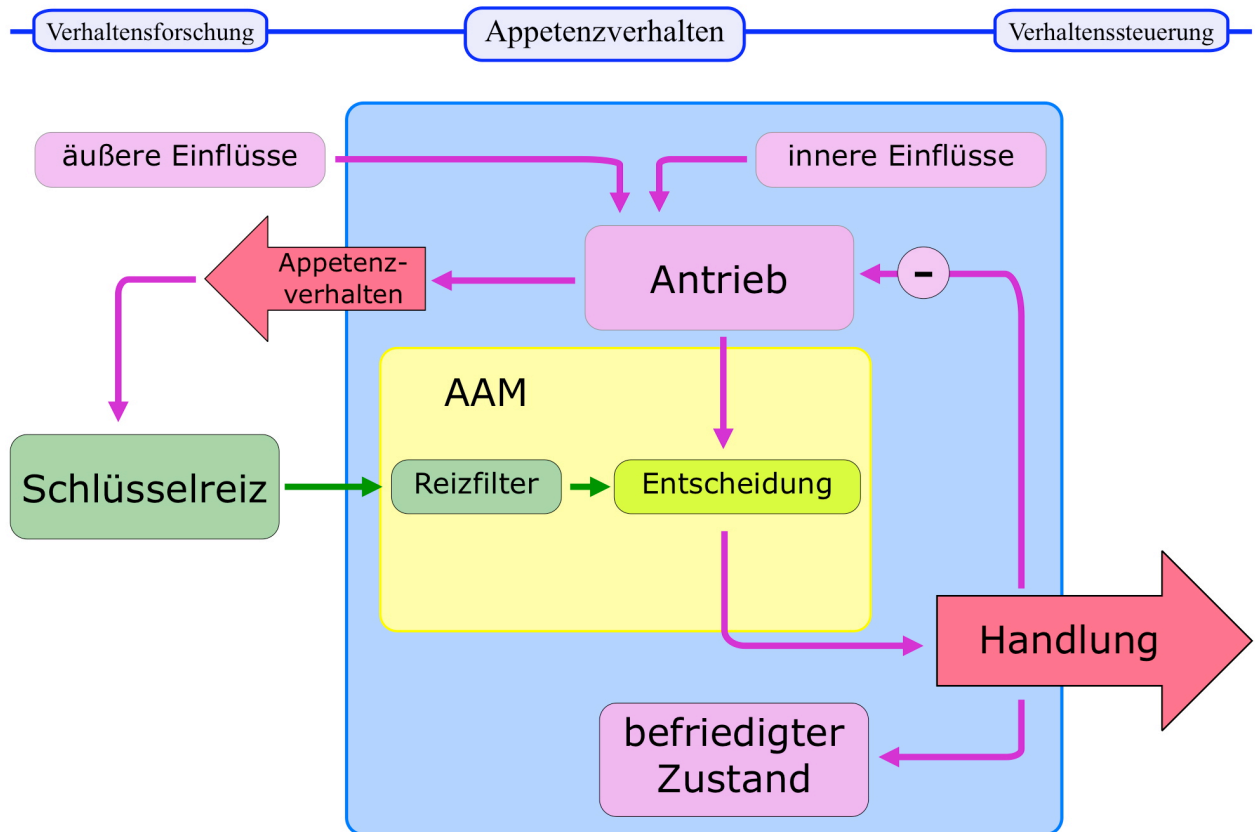 Verhaltensforschung
Appetenzverhalten
Verhaltenssteuerung
äußere Einflüsse
innere Einflüsse
Appetenz-
verhalten
Antrieb
-
AAM
Schlüsselreiz
Reizfilter
Entscheidung
Handlung
befriedigter
Zustand